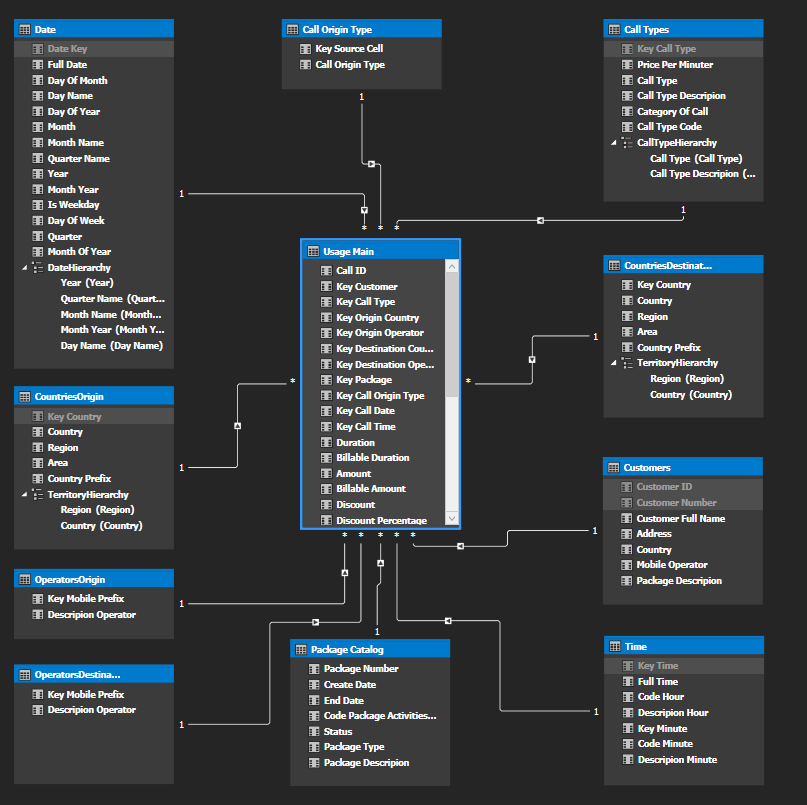 Date
Date Key
Full Date
Day Of Month
Day Name
Day Of Year
Month
Month Name
Quarter Name
Year
Month Year
Is Weekday
Day Of Week
Quarter
Month Of Year
DateHierarchy
Year (Year)
Quarter Name (Quart...
Month Name (Month...
Month Year (Month Y...
Day Name (Day Name)
1
Call Origin Type
Key Source Cell
Call Origin Type
1
*
*
*
Call Types
Key Call Type
Price Per Minuter
Call Type
Call Type Descripion
Category Of Call
Call Type Code
CallTypeHierarchy
Call Type (Call Type)
Call Type Descripion (...
1
Usage Main
Call ID
Key Customer
Key Call Type
Key Origin Country
Key Origin Operator
Key Destination Cou...
Key Destination Ope...
Key Package
Key Call Origin Type
Key Call Date
Key Call Time
Duration
Billable Duration
Amount
Billable Amount
Discount
Discount Percentage
*
*
*
*
*
*
*
CountriesDestinat...
Key Country
Country
Region
Area
Country Prefix
TerritoryHierarchy
Region (Region)
Country (Country)
1
CountriesOrigin
Key Country
Country
Region
Area
Country Prefix
TerritoryHierarchy
Region (Region)
Country (Country)
1
Customers
Customer ID
Customer Number
Customer Full Name
Address
Country
Mobile Operator
Package Descripion
1
OperatorsOrigin
Key Mobile Prefix
Descripion Operator
1
OperatorsDestina...
Key Mobile Prefix
Descripion Operator
1
Package Catalog
Package Number
Create Date
End Date
Code Package Activities...
Status
Package Type
Package Descripion
1
Time
Key Time
Full Time
Code Hour
Descripion Hour
Key Minute
Code Minute
Descripion Minute
1